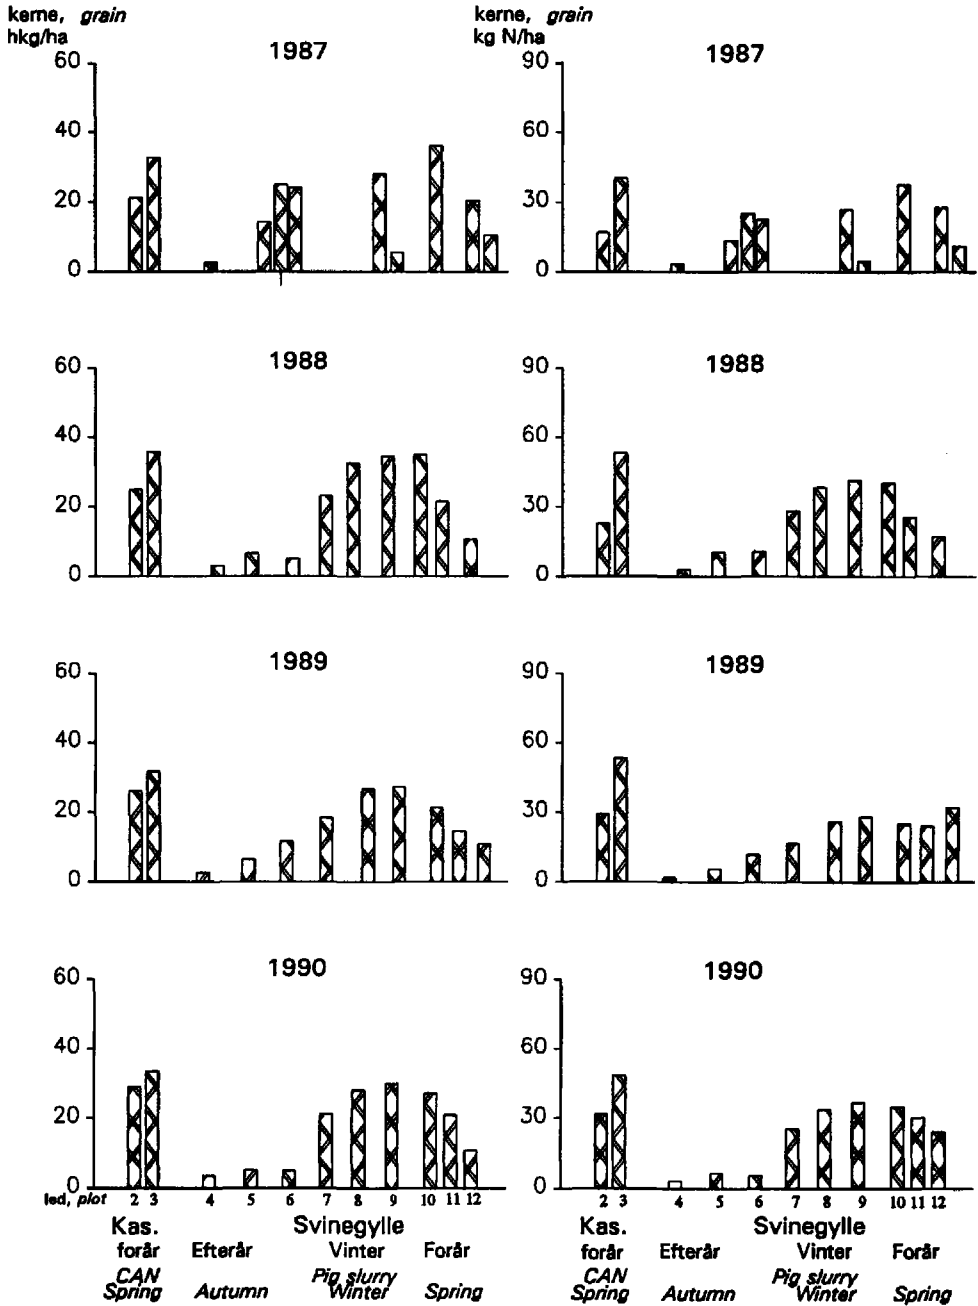 kerne, grain
hkg/ha
1987
60
40
20
0
kerne, grain
kg N/ha
1987
90
60
30
0
1988
60
40
20
0
1988
90
60
30
0
1989
60
40
20
0
1989
90
60
30
0
1990
60
40
20
0
led, plot 2 3 4 5 6 7 8 9 10 11 12
Kas. Svinegylle
forår Efterår Vinter Forår
CAN Pig slurry
Spring Autumn Winter Spring
1990
90
60
30
0
2 3 4 5 6 7 8 9 10 11 12
Kas. Svinegylle
forår Efterår Vinter Forår
CAN Pig slurry
Spring Autumn Winter Spring